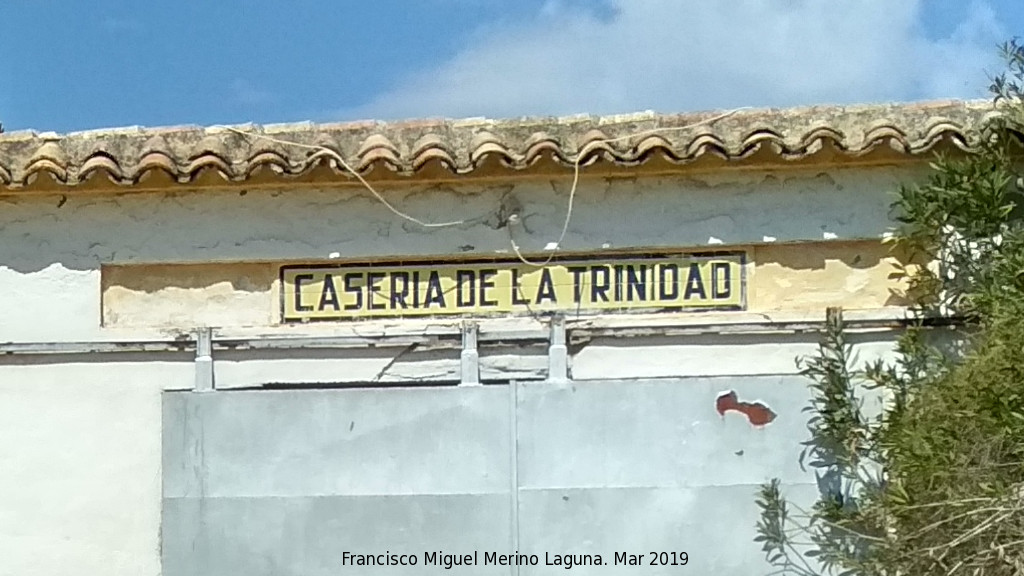 CASERIA DE LA TRINIDAD
Francisco Miguel Merino Laguna. Mar 2019